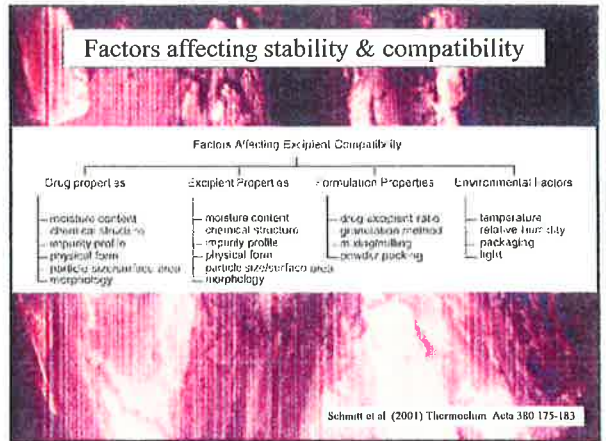 Factors affecting stability & compatibility
Factors Affecting Excipient Compatibility
Drug properties
moisture content
chemical structure
impurity profile
physical form
particle size/surface area
morphology
Excipient Properties
moisture content
chemical structure
impurity profile
physical form
particle size/surface area
morphology
Formulation Properties
drug excipient ratio
granulation method
mixing/milling
powder packing
Environmental Factors
temperature
relative humidity
packaging
light
Schmitt et al (2001) Thermochim Acta 380 175-183